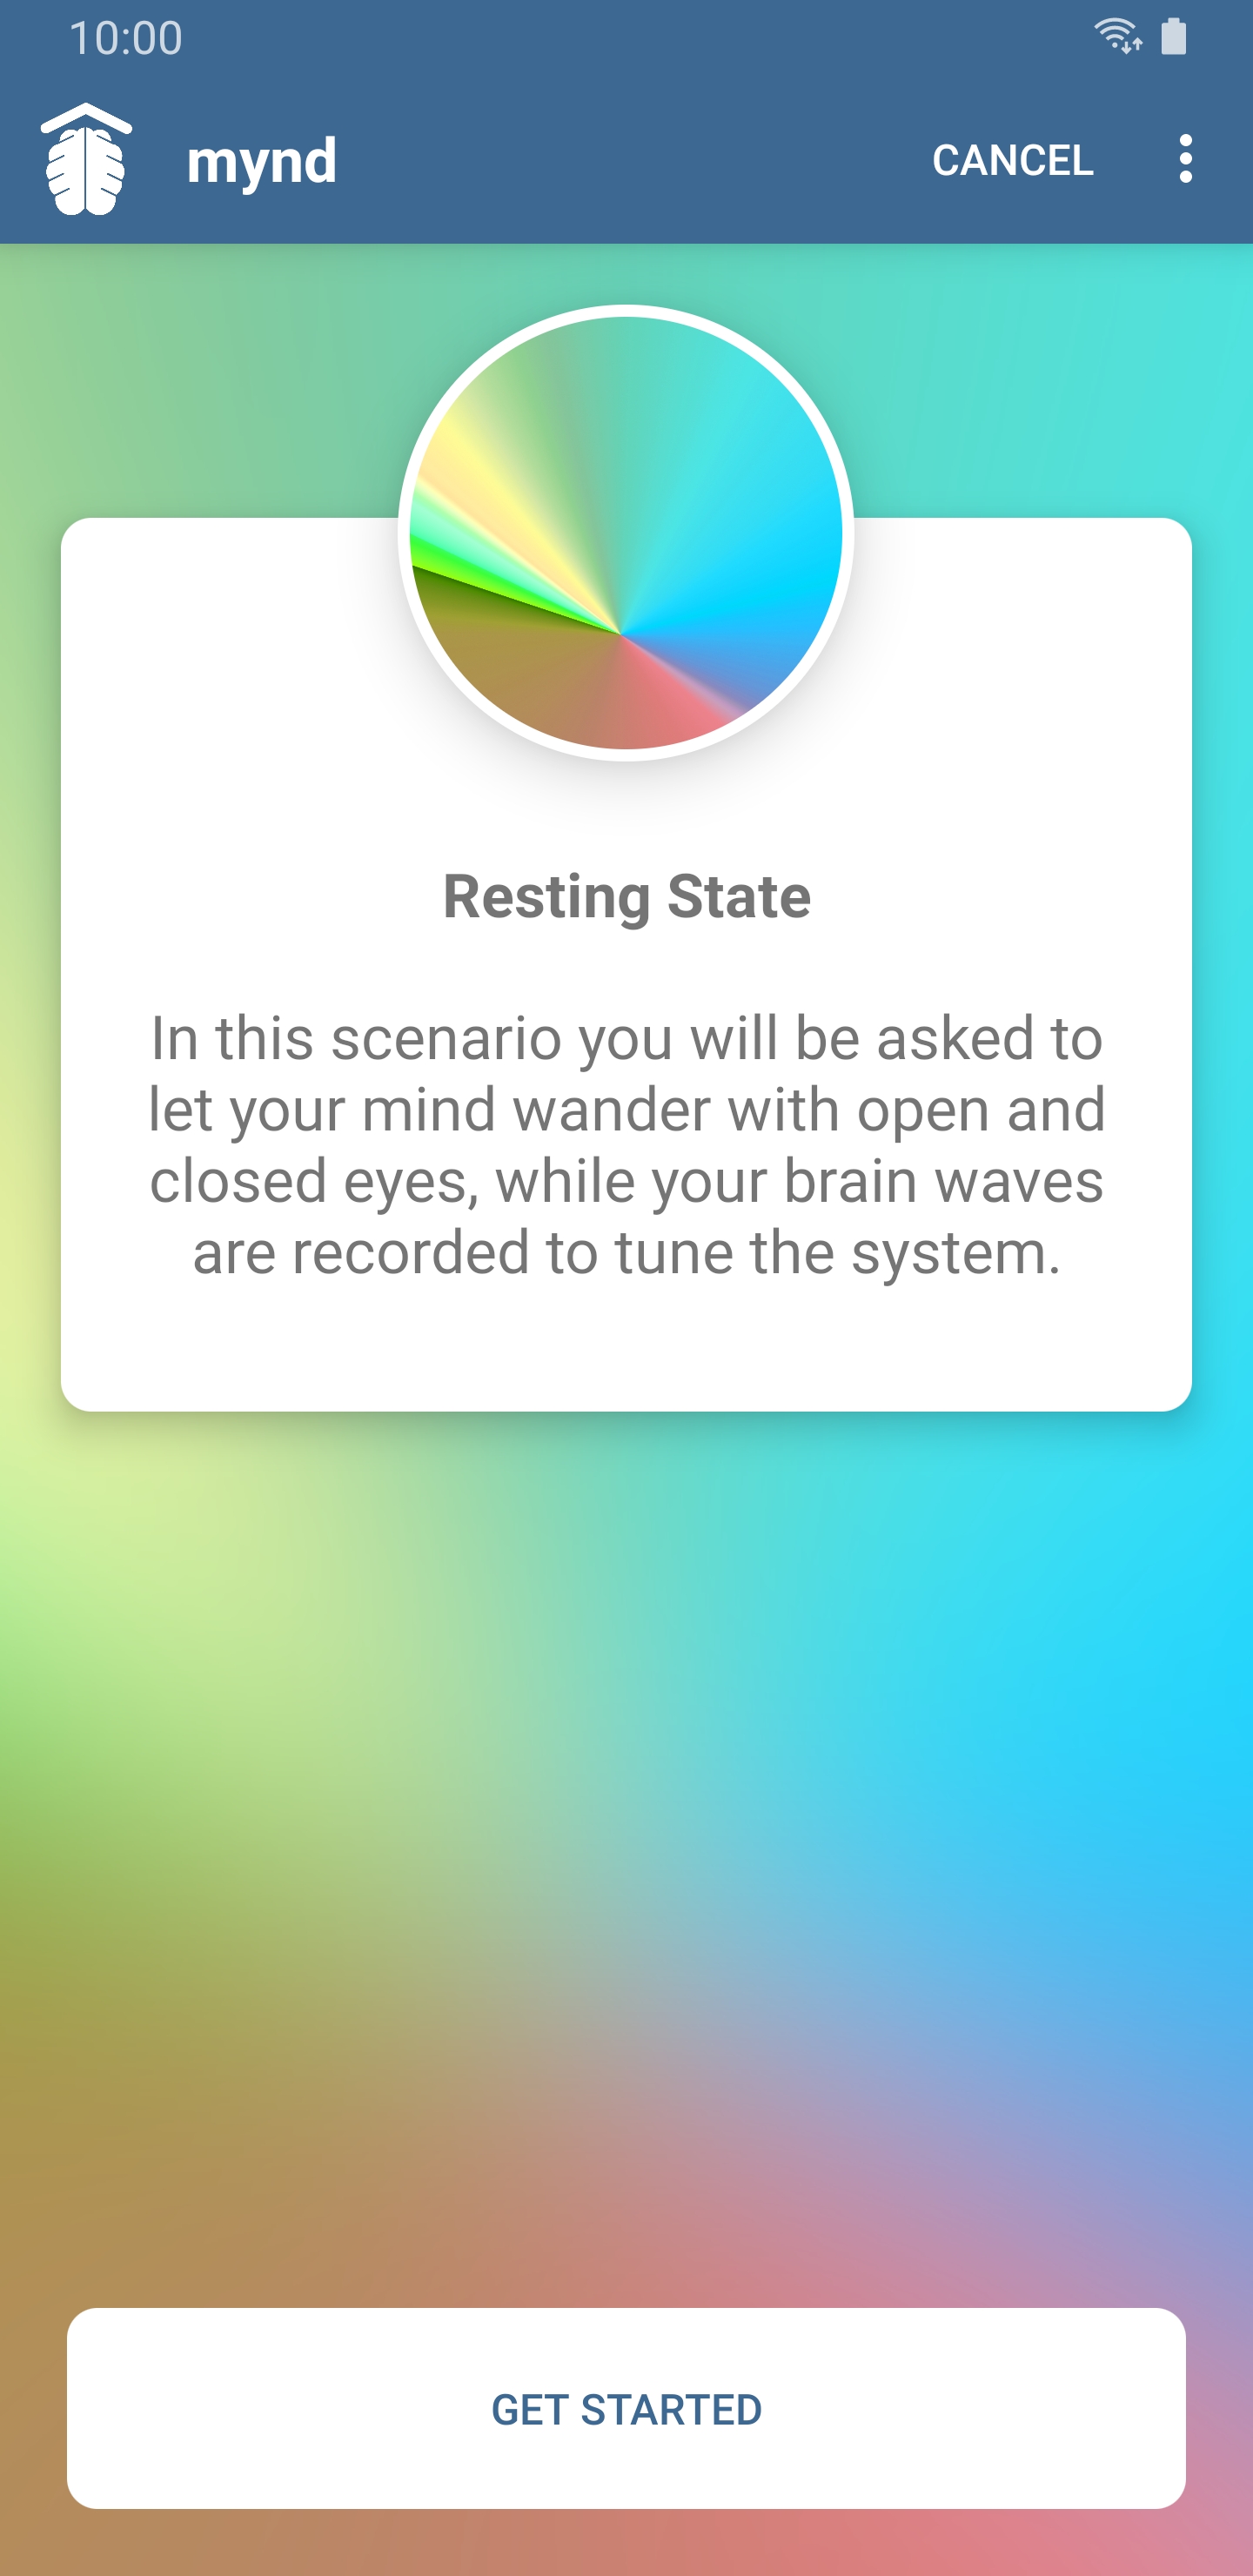 10:00
mynd
CANCEL
Resting State
In this scenario you will be asked to
let your mind wander with open and
closed eyes, while your brain waves
are recorded to tune the system.
GET STARTED